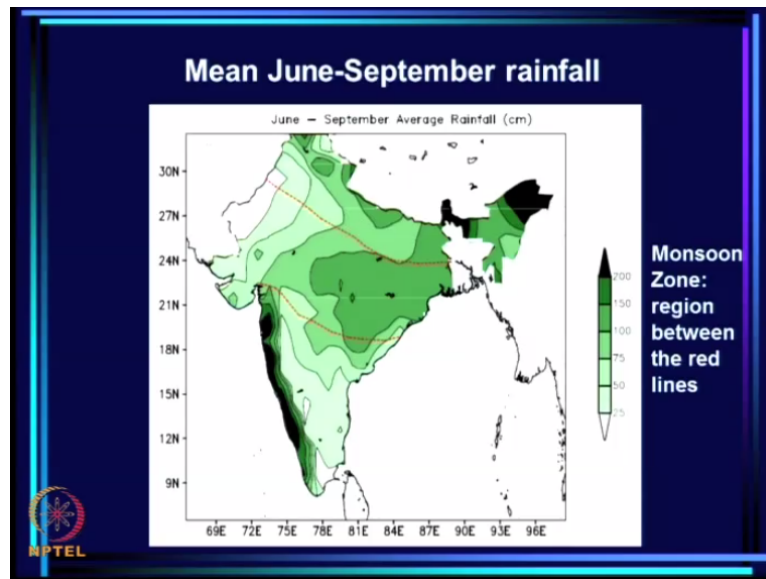 Mean June-September rainfall
June — September Average Rainfall (cm)
30N
27N
24N
21N
18N
15N
12N
9N
69E 72E 75E 78E 81E 84E 87E 90E 93E 96E
200
150
100
75
50
25
Monsoon
Zone:
region
between
the red
lines
NPTEL